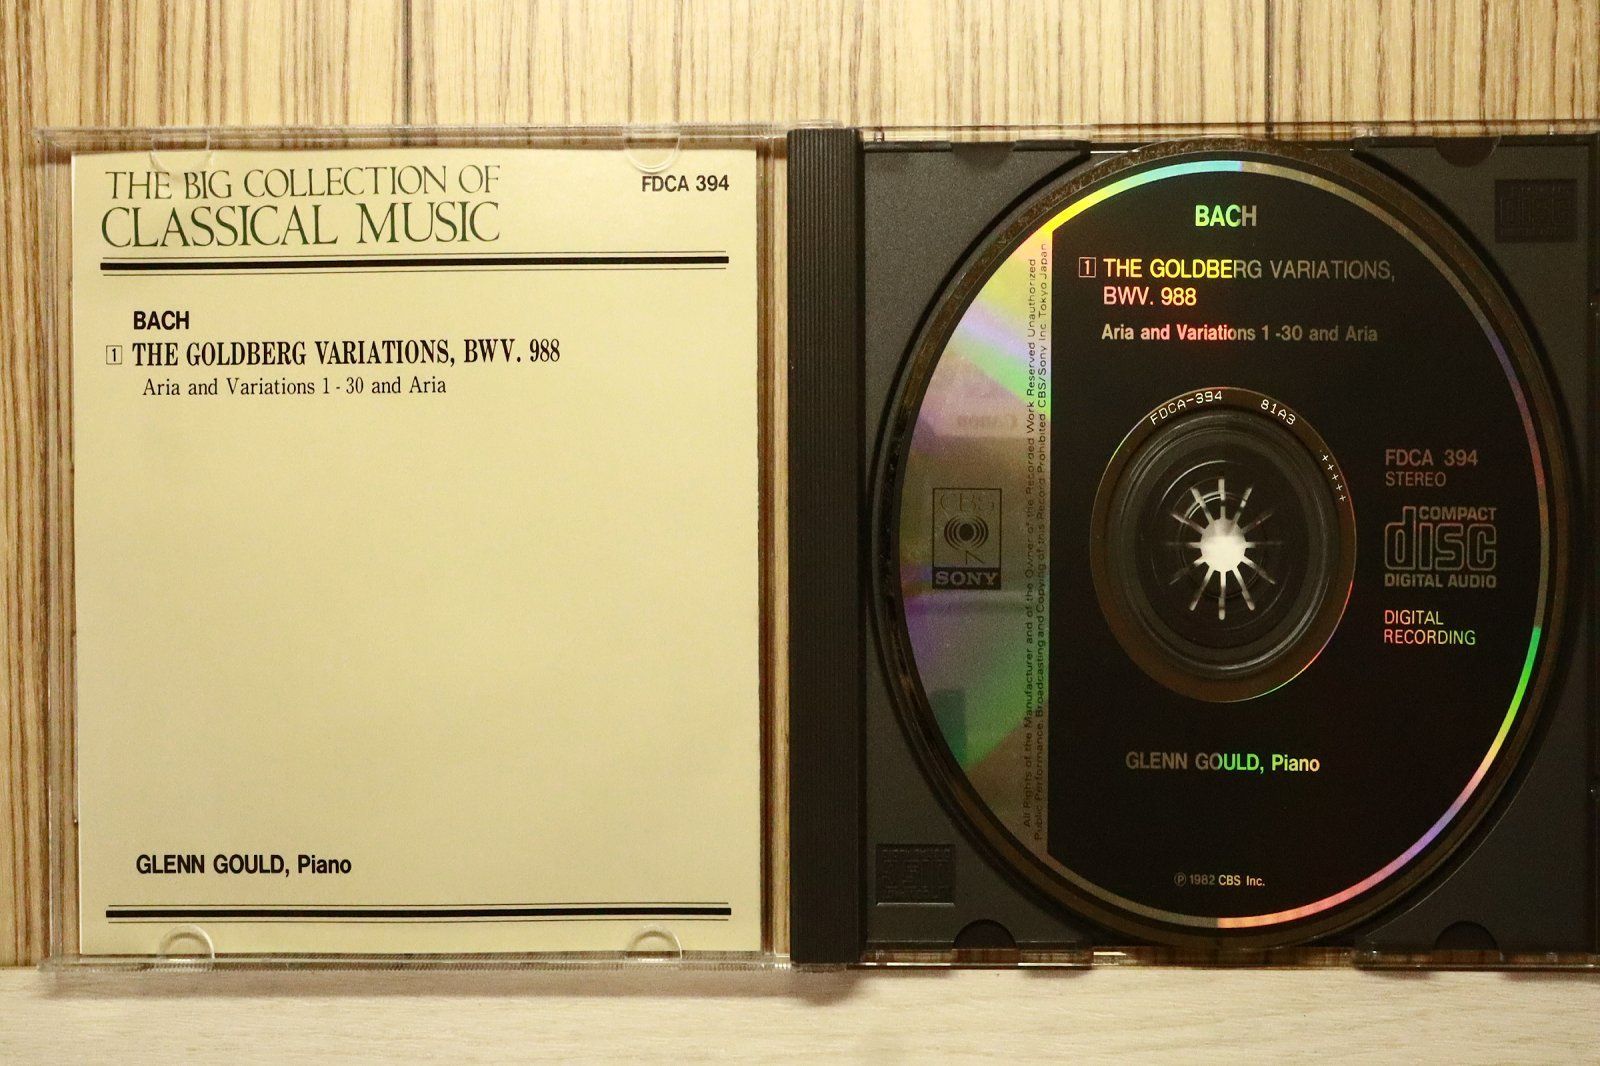 THE BIG COLLECTION OF
CLASSICAL MUSIC
FDCA 394
BACH
1 THE GOLDBERG VARIATIONS, BWV. 988
Aria and Variations 1 - 30 and Aria
GLENN GOULD, Piano
BACH
1 THE GOLDBERG VARIATIONS,
BWV. 988
Aria and Variations 1 -30 and Aria
FDCA-394 81A3 +++++
FDCA 394
STEREO
COMPACT
disc
DIGITAL AUDIO
DIGITAL
RECORDING
CBS
SONY
All Rights of the Manufacturer and of the Owner of the Recorded Work Reserved Unauthorized
Public Performance, Broadcasting and Copying of this Record Prohibited. CBS/Sony Inc. Tokyo Japan
Canon
GLENN GOULD, Piano
℗ 1982 CBS Inc.